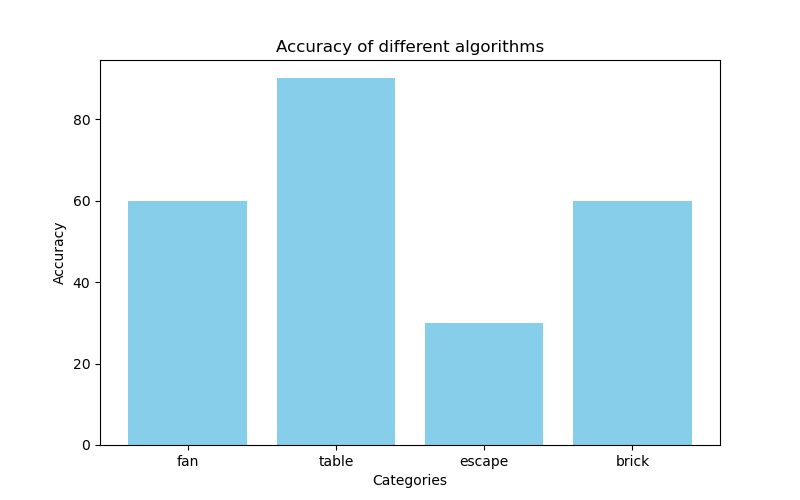 Accuracy of different algorithms
Accuracy
80
60
40
20
0
fan table escape brick
Categories